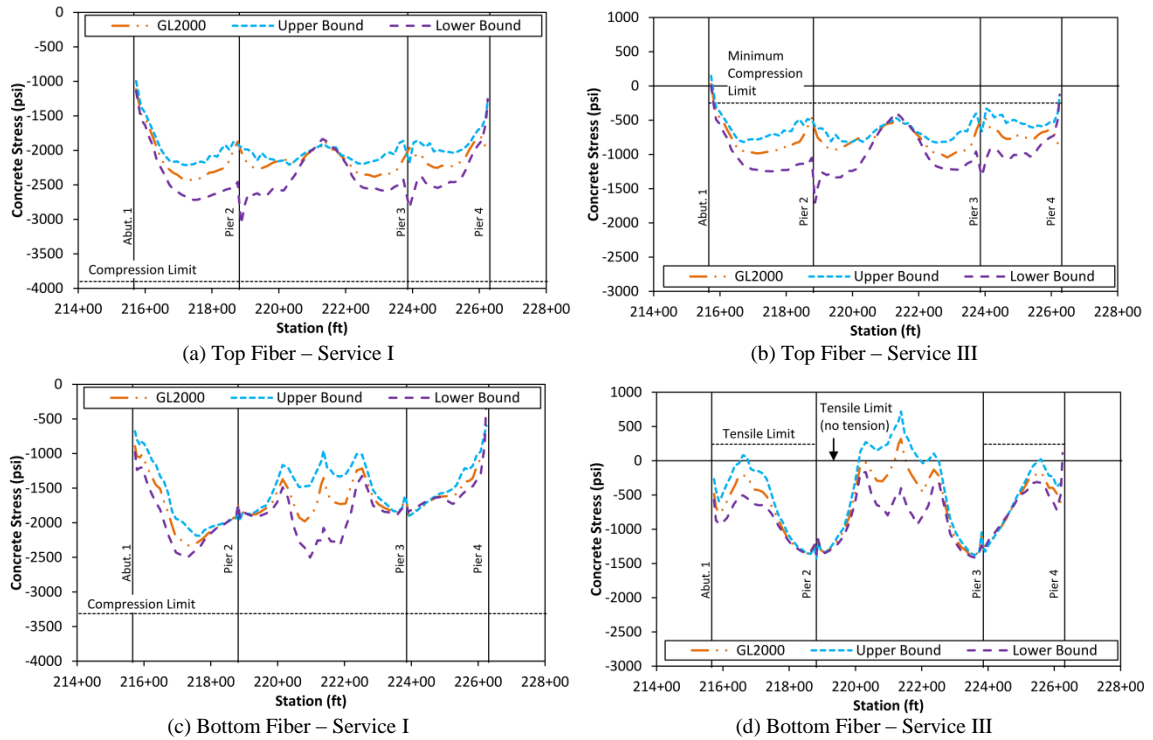 0
-500
-1000
-1500
-2000
-2500
-3000
-3500
-4000
Concrete Stress (psi)
GL2000 Upper Bound Lower Bound
Abut. 1
Pier 2
Pier 3
Pier 4
Compression Limit
214+00 216+00 218+00 220+00 222+00 224+00 226+00 228+00
Station (ft)
(a) Top Fiber – Service I
1000
500
0
-500
-1000
-1500
-2000
-2500
-3000
Concrete Stress (psi)
Minimum
Compression
Limit
Abut. 1
Pier 2
Pier 3
Pier 4
GL2000 Upper Bound Lower Bound
214+00 216+00 218+00 220+00 222+00 224+00 226+00 228+00
Station (ft)
(b) Top Fiber – Service III
0
-500
-1000
-1500
-2000
-2500
-3000
-3500
-4000
Concrete Stress (psi)
GL2000 Upper Bound Lower Bound
Abut. 1
Pier 2
Pier 3
Pier 4
Compression Limit
214+00 216+00 218+00 220+00 222+00 224+00 226+00 228+00
Station (ft)
(c) Bottom Fiber – Service I
1000
500
0
-500
-1000
-1500
-2000
-2500
-3000
Concrete Stress (psi)
Tensile Limit
Tensile Limit
(no tension)
Tensile Limit
Abut. 1
Pier 2
Pier 3
Pier 4
GL2000 Upper Bound Lower Bound
214+00 216+00 218+00 220+00 222+00 224+00 226+00 228+00
Station (ft)
(d) Bottom Fiber – Service III